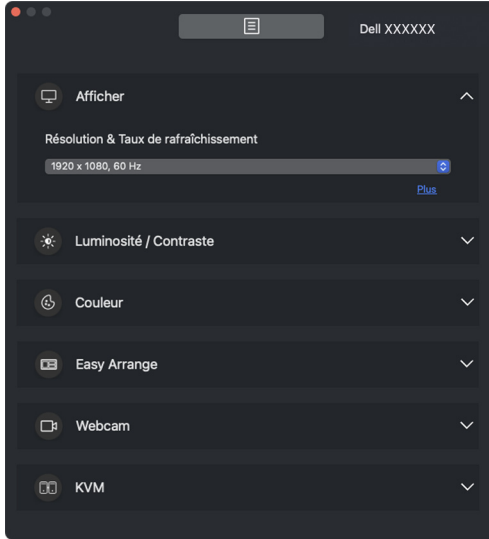 Dell XXXXXX
Afficher
Résolution & Taux de rafraîchissement
1920 x 1080, 60 Hz
Plus
Luminosité / Contraste
Couleur
Easy Arrange
Webcam
KVM